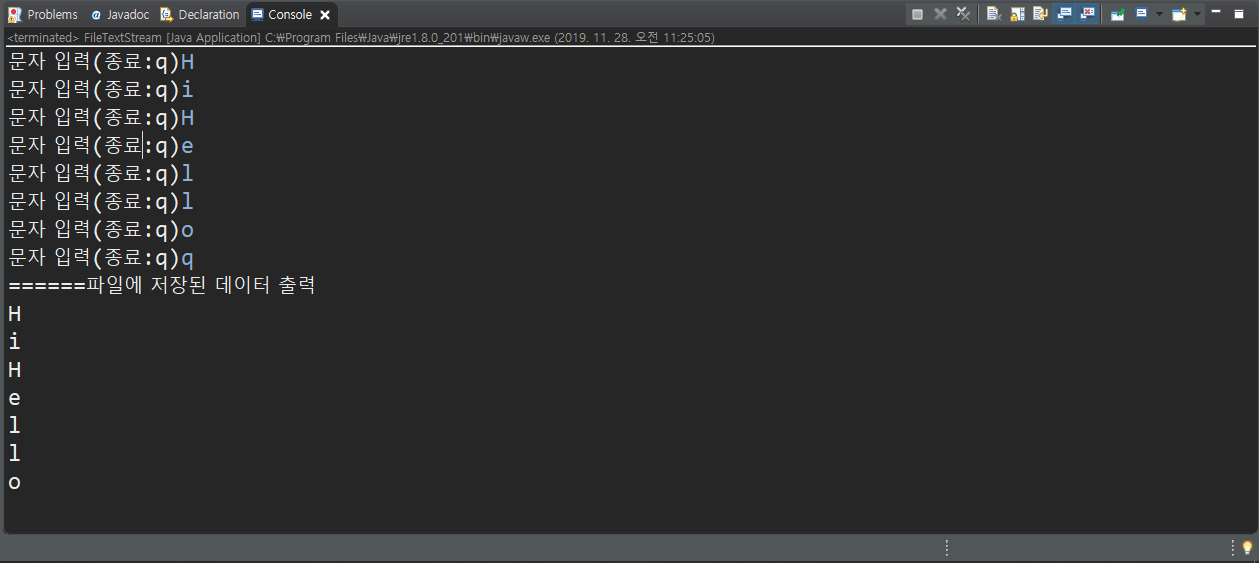 Problems @ Javadoc Declaration Console
<terminated> FileTextStream [Java Application] C:₩Program Files₩Java₩jre1.8.0_201₩bin₩javaw.exe (2019. 11. 28. 오전 11:25:05)
문자 입력(종료:q)H
문자 입력(종료:q)i
문자 입력(종료:q)H
문자 입력(종료:q)e
문자 입력(종료:q)l
문자 입력(종료:q)l
문자 입력(종료:q)o
문자 입력(종료:q)q
======파일에 저장된 데이터 출력
H
i
H
e
l
l
o